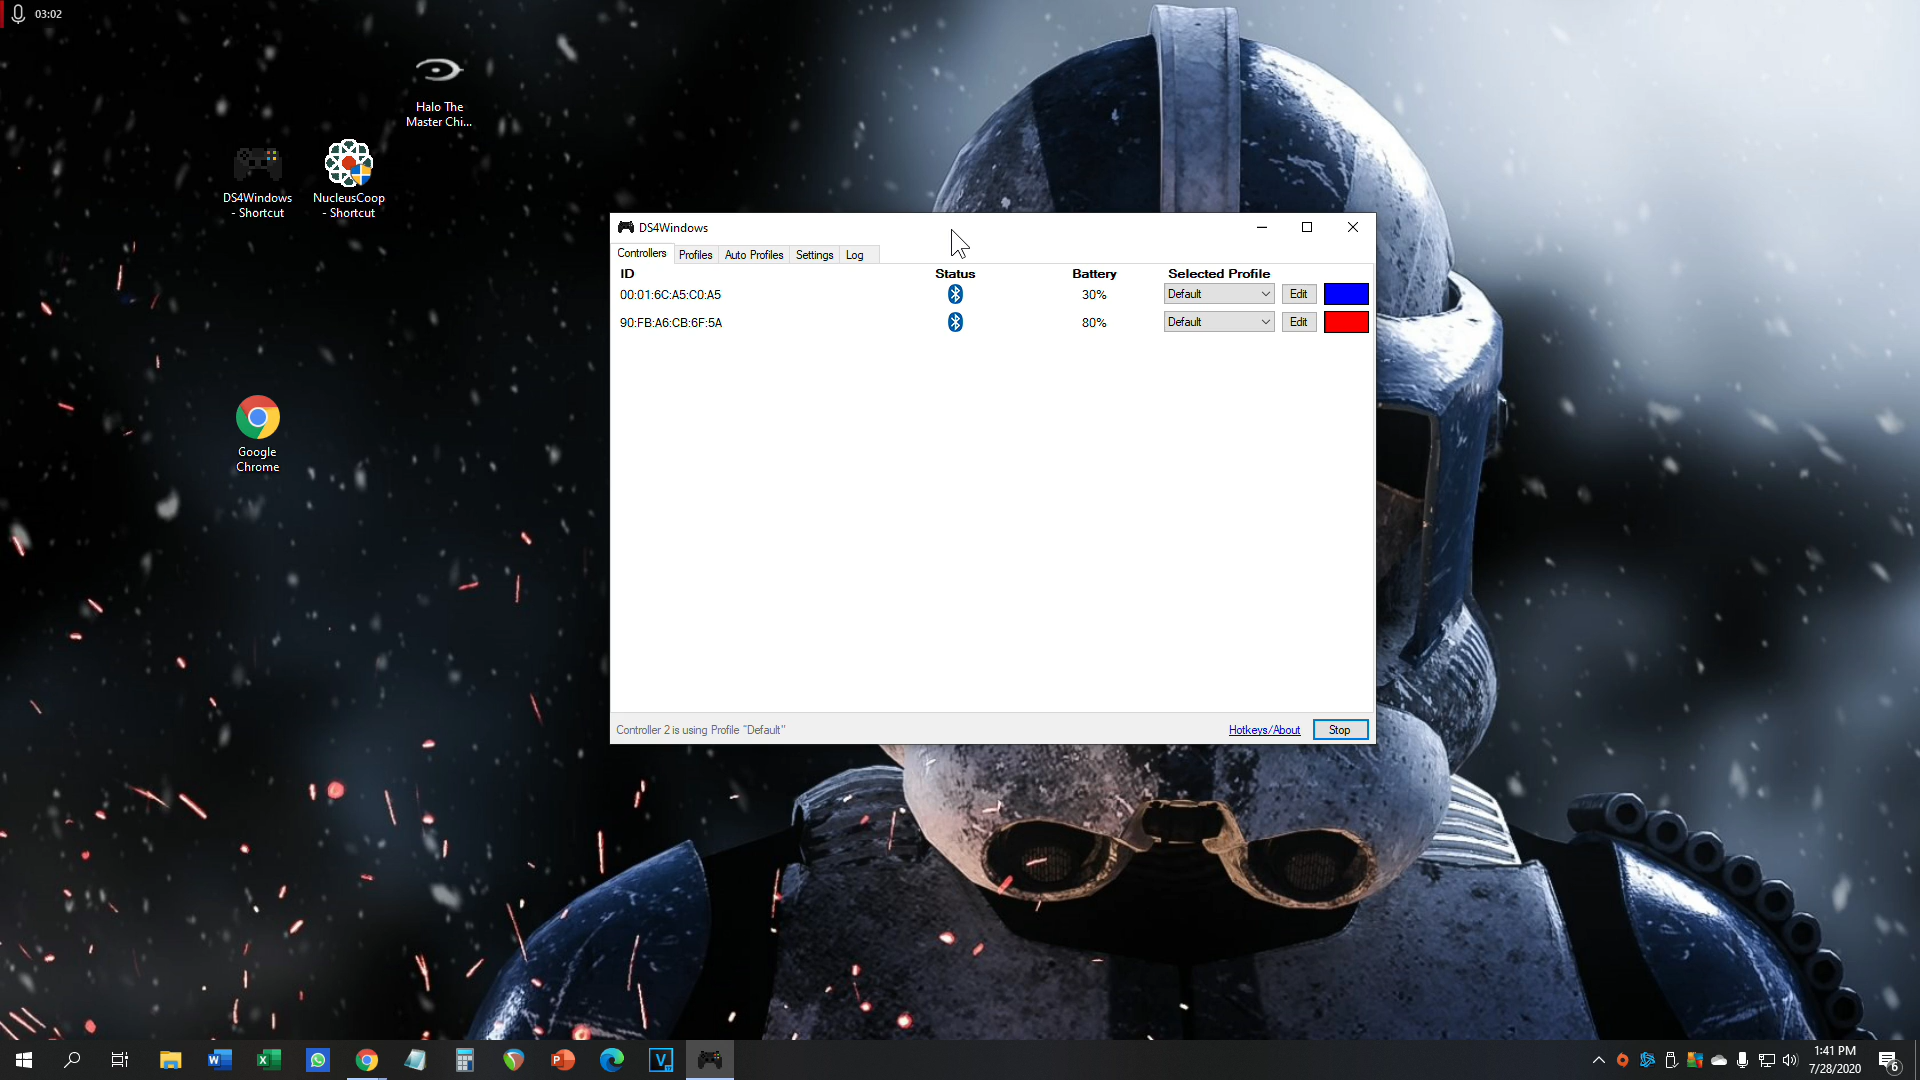 03:02
Halo The
Master Chi...
DS4Windows
- Shortcut
NucleusCoop
- Shortcut
Google
Chrome
DS4Windows
Controllers Profiles Auto Profiles Settings Log
ID Status Battery Selected Profile
00:01:6C:A5:C0:A5 30% Default Edit
90:FB:A6:CB:6F:5A 80% Default Edit
Controller 2 is using Profile "Default" Hotkeys/About Stop
1:41 PM
7/28/2020
6